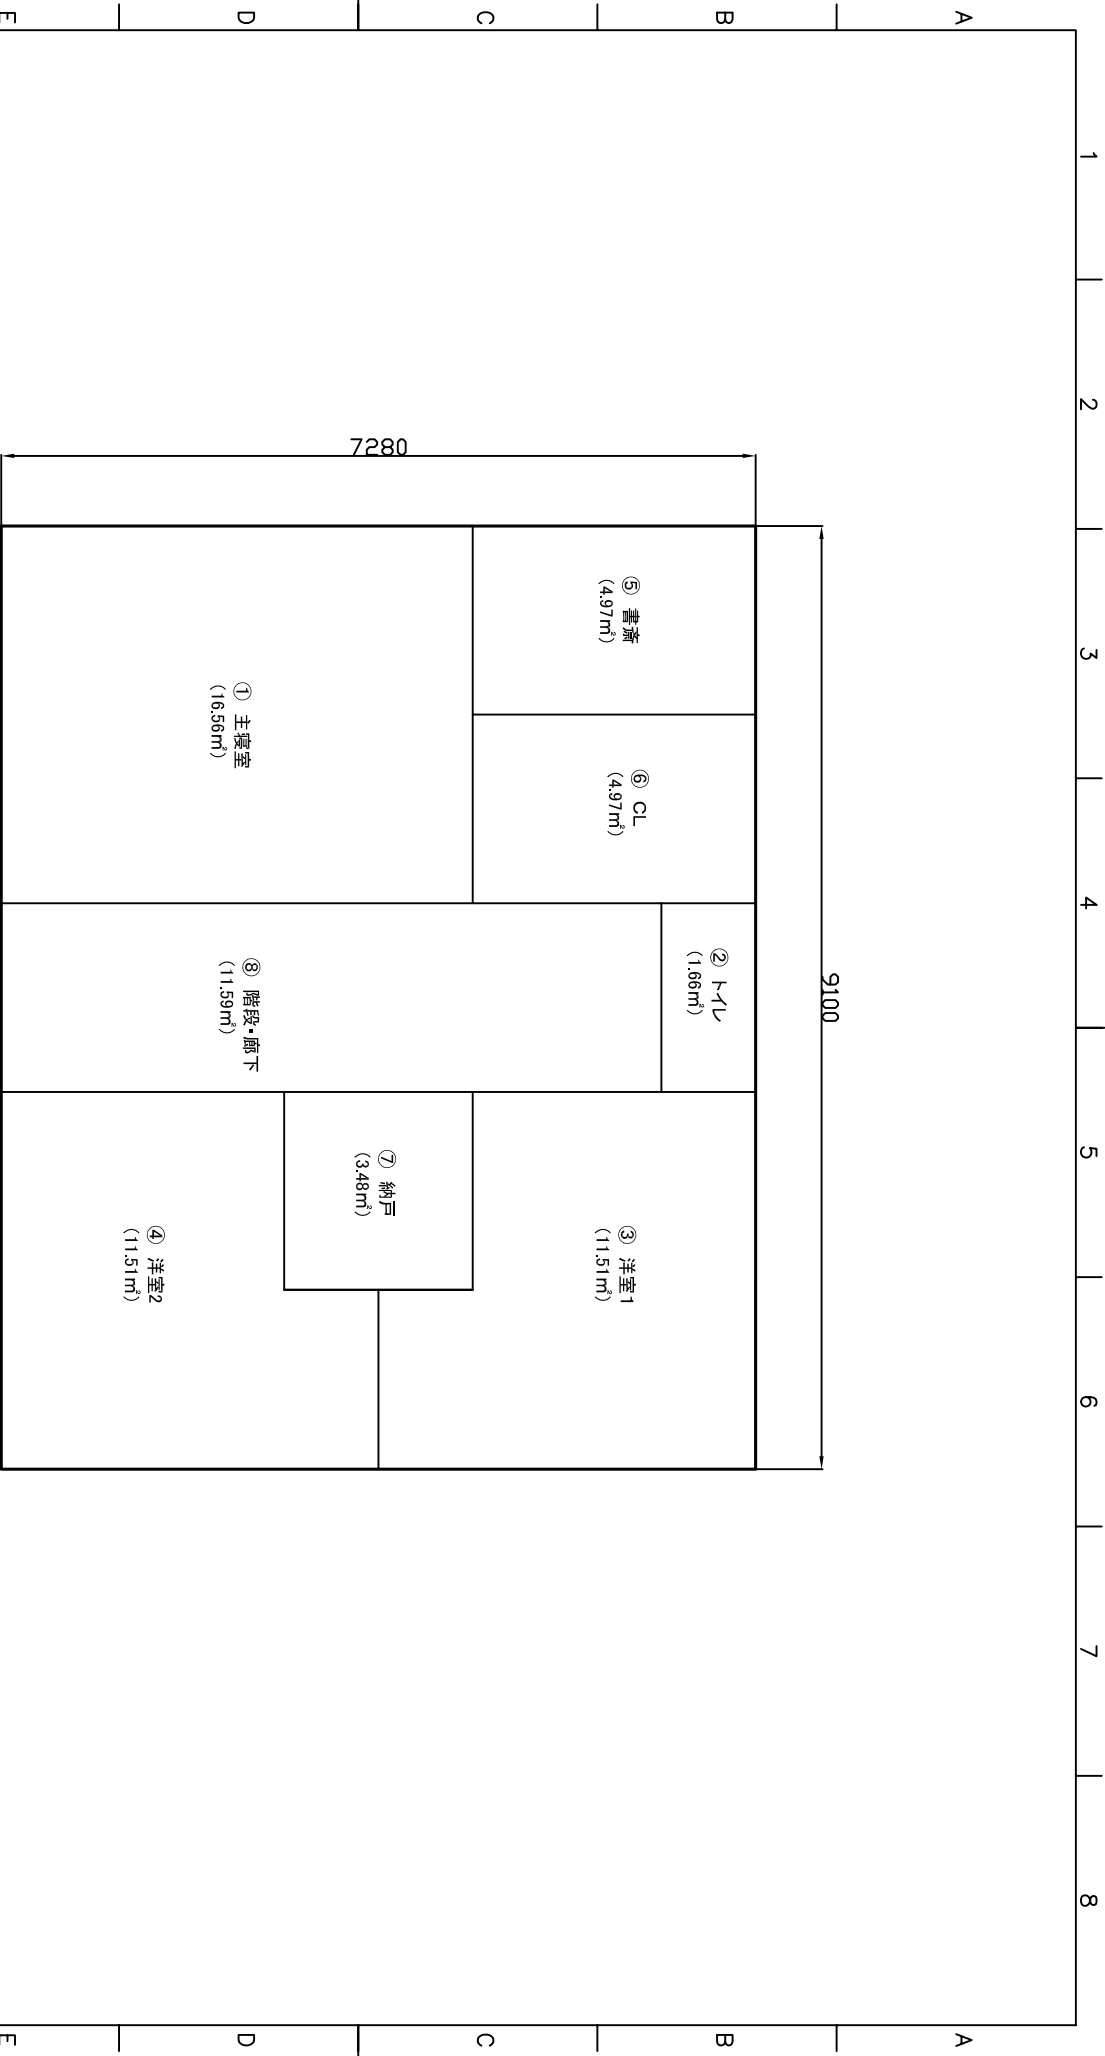 1
2
3
4
5
6
7
8
A
A
B
B
C
C
D
D
E
E
9100
7280
⑤ 書斎
(4.97㎡)
⑥ CL
(4.97㎡)
② トイレ
(1.66㎡)
③ 洋室1
(11.51㎡)
① 主寝室
(16.56㎡)
⑧ 階段・廊下
(11.59㎡)
⑦ 納戸
(3.48㎡)
④ 洋室2
(11.51㎡)